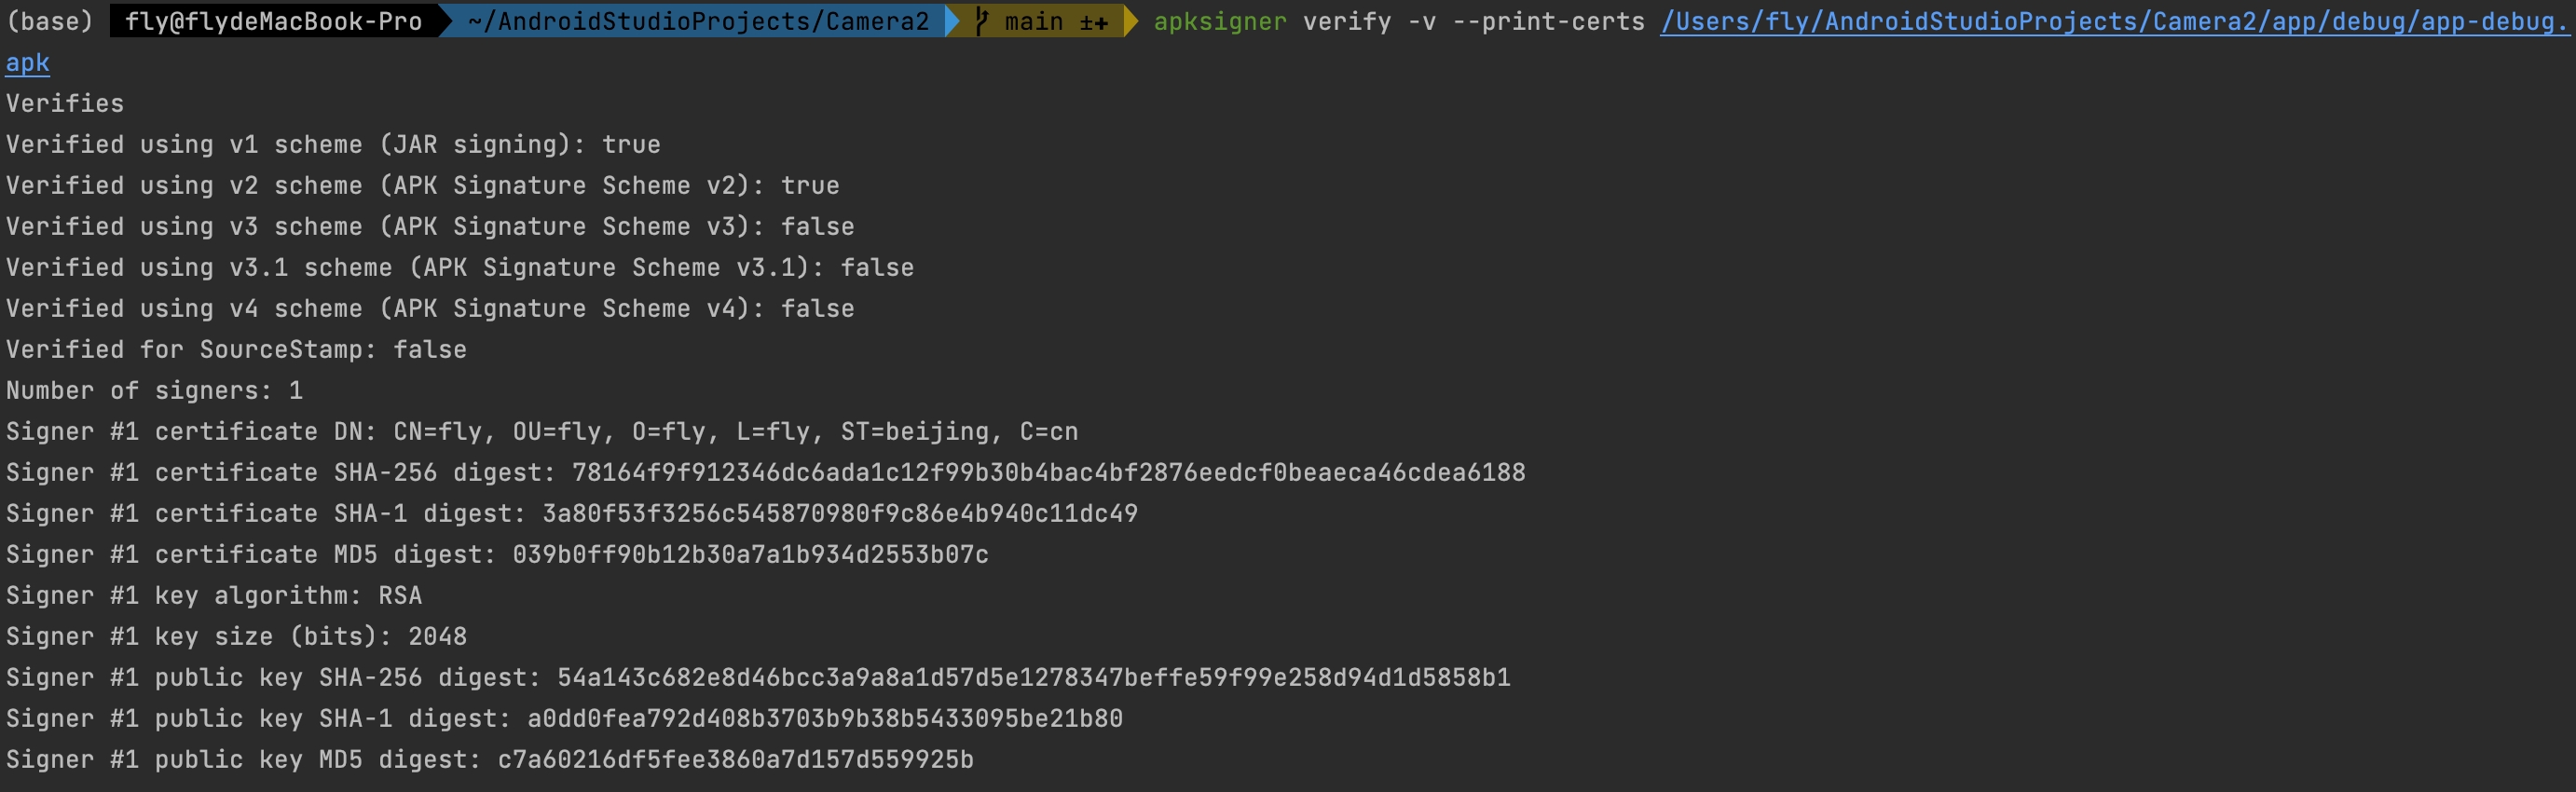 (base) fly@flydeMacBook-Pro ~/AndroidStudioProjects/Camera2 main ±✚ apksigner verify -v --print-certs /Users/fly/AndroidStudioProjects/Camera2/app/debug/app-debug.
apk
Verifies
Verified using v1 scheme (JAR signing): true
Verified using v2 scheme (APK Signature Scheme v2): true
Verified using v3 scheme (APK Signature Scheme v3): false
Verified using v3.1 scheme (APK Signature Scheme v3.1): false
Verified using v4 scheme (APK Signature Scheme v4): false
Verified for SourceStamp: false
Number of signers: 1
Signer #1 certificate DN: CN=fly, OU=fly, O=fly, L=fly, ST=beijing, C=cn
Signer #1 certificate SHA-256 digest: 78164f9f912346dc6ada1c12f99b30b4bac4bf2876eedcf0beaeca46cdea6188
Signer #1 certificate SHA-1 digest: 3a80f53f3256c545870980f9c86e4b940c11dc49
Signer #1 certificate MD5 digest: 039b0ff90b12b30a7a1b934d2553b07c
Signer #1 key algorithm: RSA
Signer #1 key size (bits): 2048
Signer #1 public key SHA-256 digest: 54a143c682e8d46bcc3a9a8a1d57d5e1278347beffe59f99e258d94d1d5858b1
Signer #1 public key SHA-1 digest: a0dd0fea792d408b3703b9b38b5433095be21b80
Signer #1 public key MD5 digest: c7a60216df5fee3860a7d157d559925b